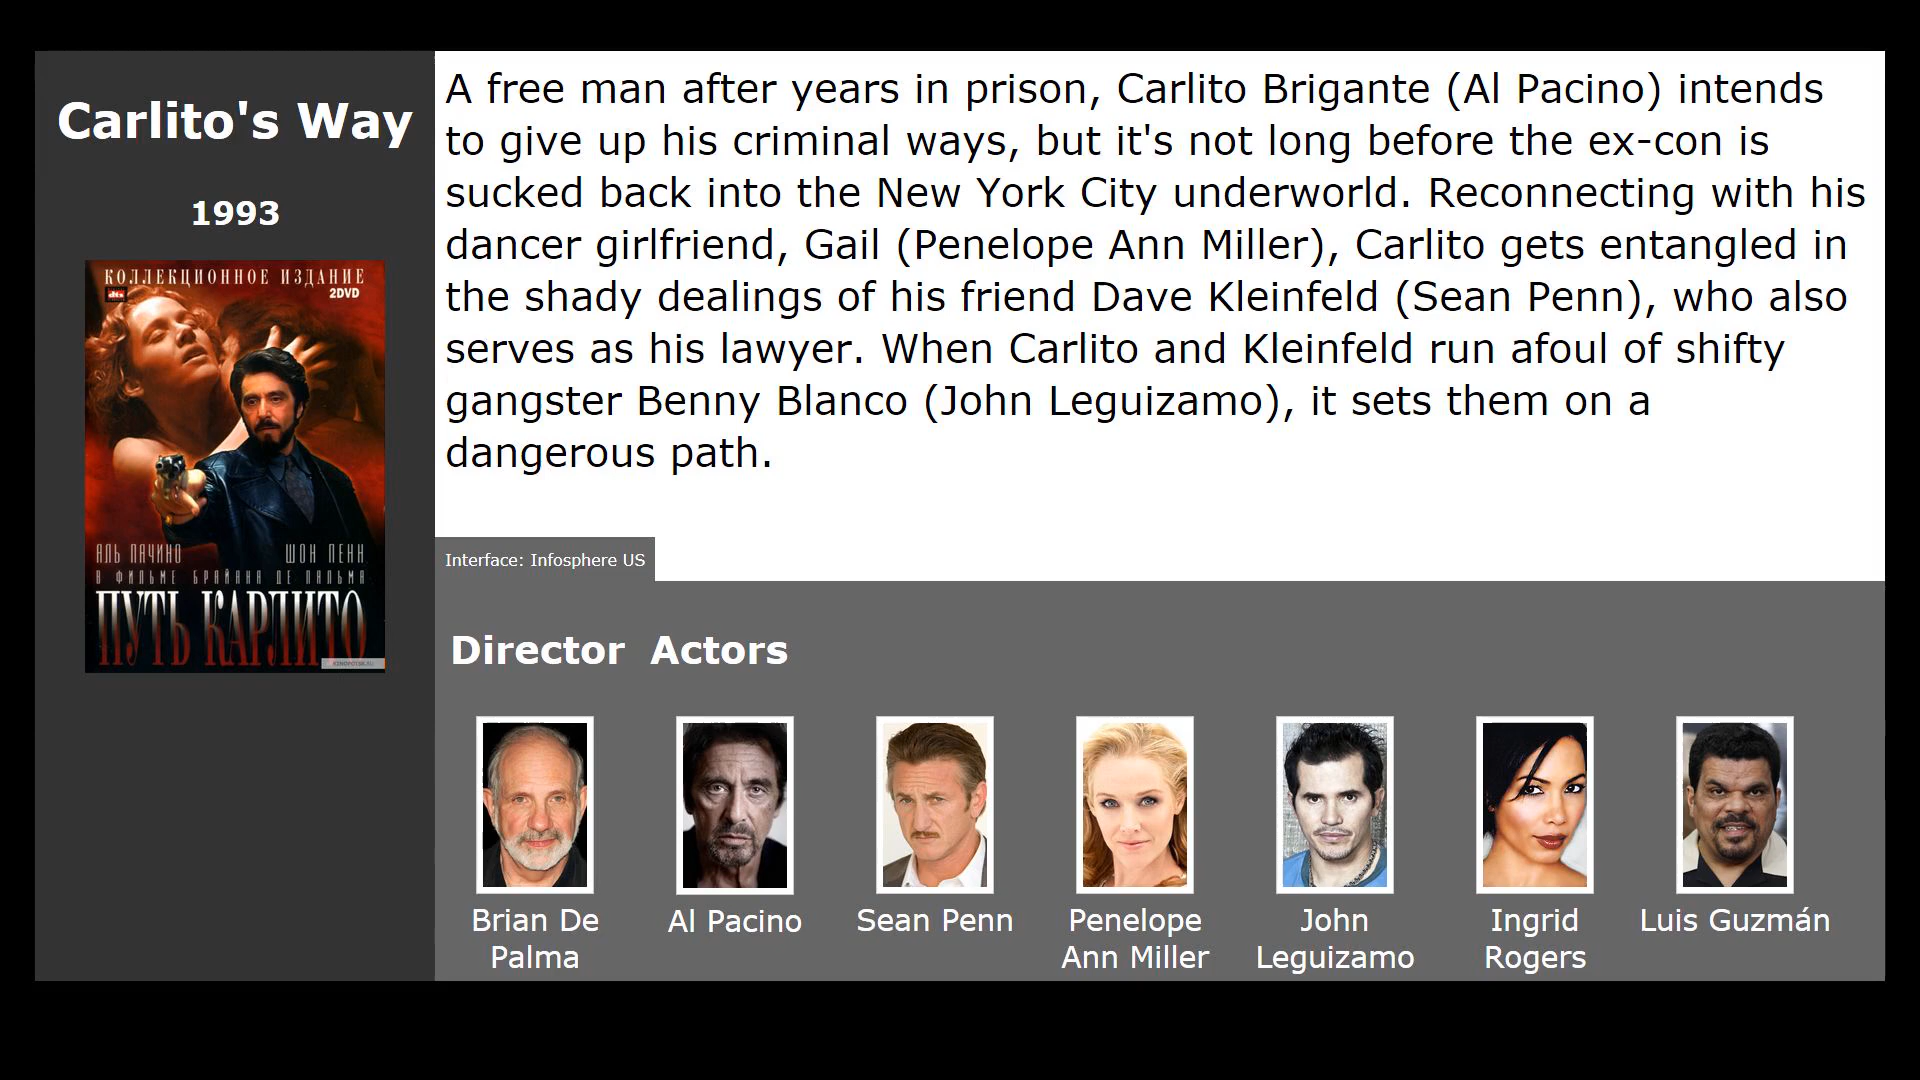 Carlito's Way
1993
КОЛЛЕКЦИОННОЕ ИЗДАНИЕ
dts
2DVD
АЛЬ ПАЧИНО
ШОН ПЕНН
В ФИЛЬМЕ БРАЙАНА ДЕ ПАЛЬМА
ПУТЬ КАРЛИТО
KINOPOISK.RU
A free man after years in prison, Carlito Brigante (Al Pacino) intends
to give up his criminal ways, but it's not long before the ex-con is
sucked back into the New York City underworld. Reconnecting with his
dancer girlfriend, Gail (Penelope Ann Miller), Carlito gets entangled in
the shady dealings of his friend Dave Kleinfeld (Sean Penn), who also
serves as his lawyer. When Carlito and Kleinfeld run afoul of shifty
gangster Benny Blanco (John Leguizamo), it sets them on a
dangerous path.
Interface: Infosphere US
Director Actors
Brian De
Palma
Al Pacino
Sean Penn
Penelope
Ann Miller
John
Leguizamo
Ingrid
Rogers
Luis Guzmán